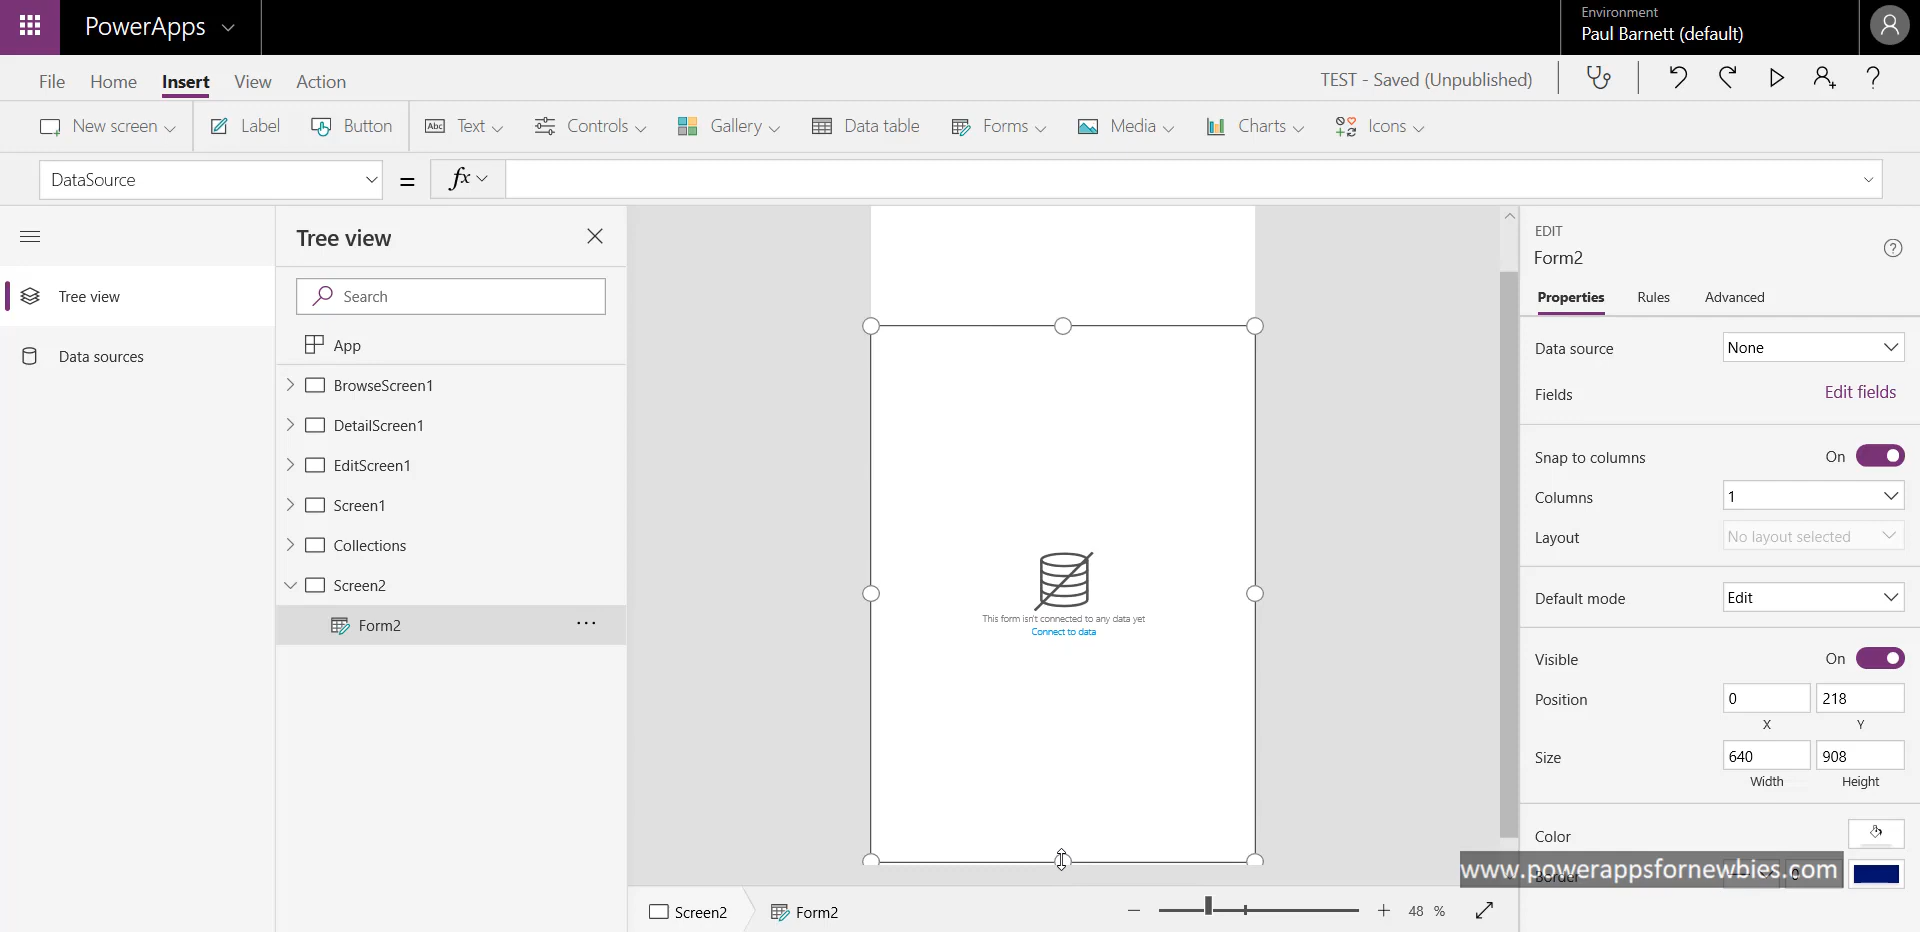 PowerApps
Environment
Paul Barnett (default)
File Home Insert View Action
TEST - Saved (Unpublished)
New screen Label Button Text Controls Gallery Data table Forms Media Charts Icons
Abc
DataSource = fx
Tree view
Search
App
BrowseScreen1
DetailScreen1
EditScreen1
Screen1
Collections
Screen2
Form2 ...
Tree view
Data sources
This form isn't connected to any data yet
Connect to data
EDIT
Form2
Properties Rules Advanced
Data source None
Fields Edit fields
Snap to columns On
Columns 1
Layout No layout selected
Default mode Edit
Visible On
Position 0 218
X Y
Size 640 908
Width Height
Color
Border 0
www.powerappsfornewbies.com
Screen2 Form2
48 %